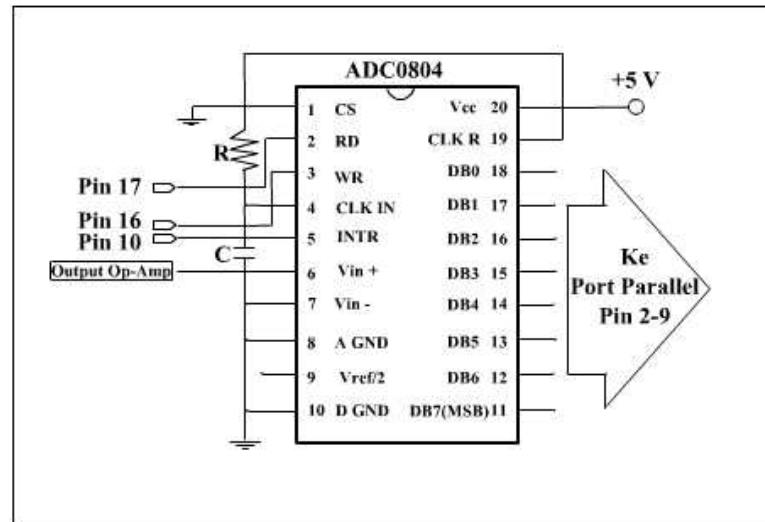 ADC0804
+5 V
1 CS
Vcc 20
2 RD
CLK R 19
R
3 WR
DB0 18
Pin 17
4 CLK IN
DB1 17
Pin 16
Pin 10
5 INTR
DB2 16
C
Output Op-Amp
6 Vin +
DB3 15
7 Vin -
DB4 14
8 A GND
DB5 13
9 Vref/2
DB6 12
10 D GND
DB7(MSB) 11
Ke
Port Parallel
Pin 2-9